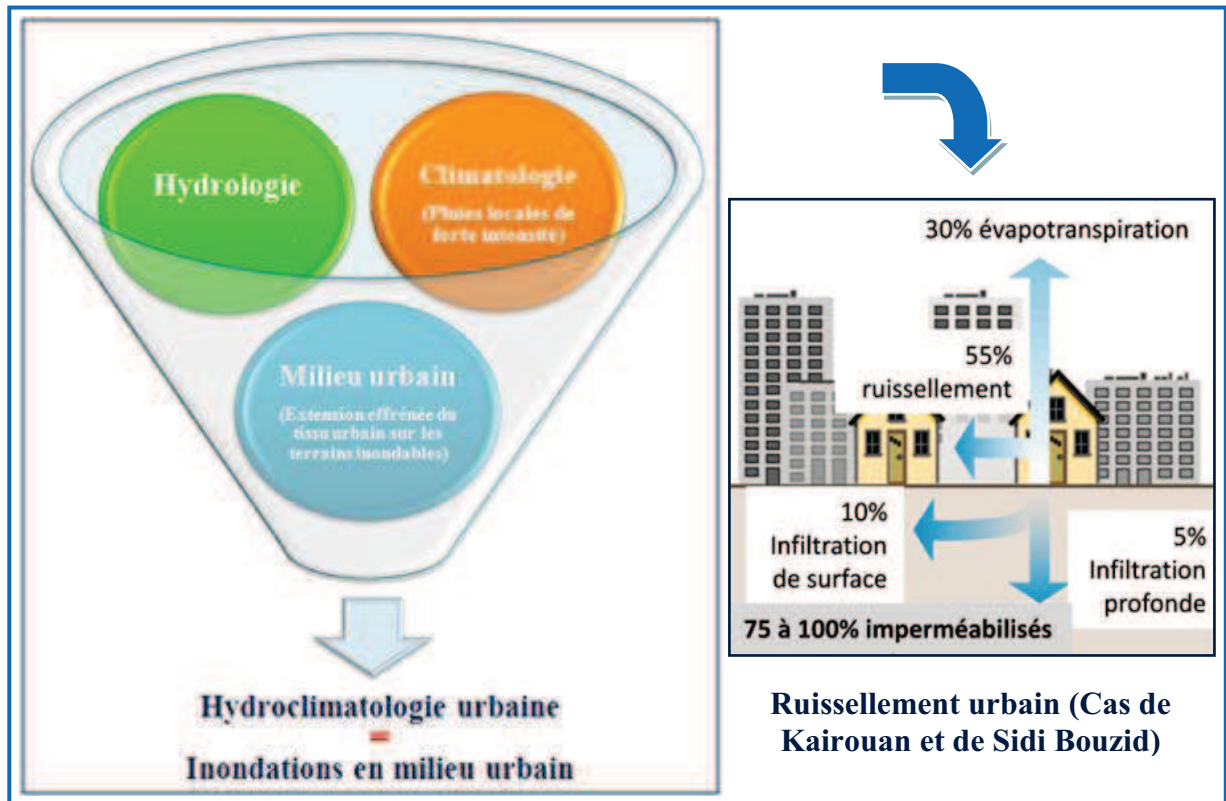 Hydrologie
Climatologie
(Pluies locales de
forte intensité)
Milieu urbain
(Extension effrénée du
tissu urbain sur les
terrains inondables)
Hydroclimatologie urbaine
=
Inondations en milieu urbain
30% évapotranspiration
55%
ruissellement
10%
Infiltration
de surface
5%
Infiltration
profonde
75 à 100% imperméabilisés
Ruissellement urbain (Cas de
Kairouan et de Sidi Bouzid)